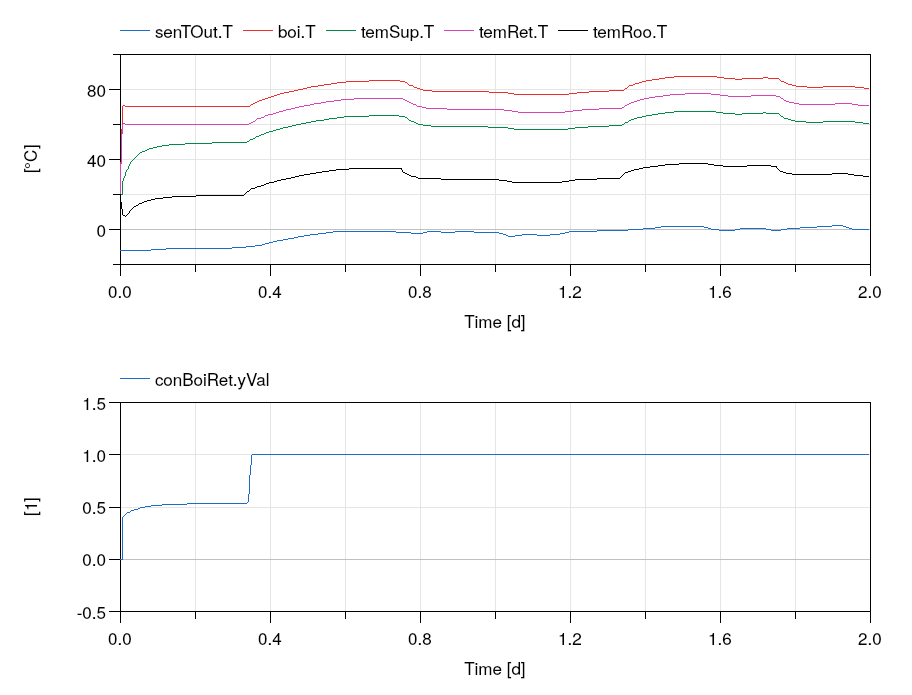 senTOut.T boi.T temSup.T temRet.T temRoo.T
80
40
0
[°C]
0.0 0.4 0.8 1.2 1.6 2.0
Time [d]
conBoiRet.yVal
1.5
1.0
0.5
0.0
-0.5
[1]
0.0 0.4 0.8 1.2 1.6 2.0
Time [d]